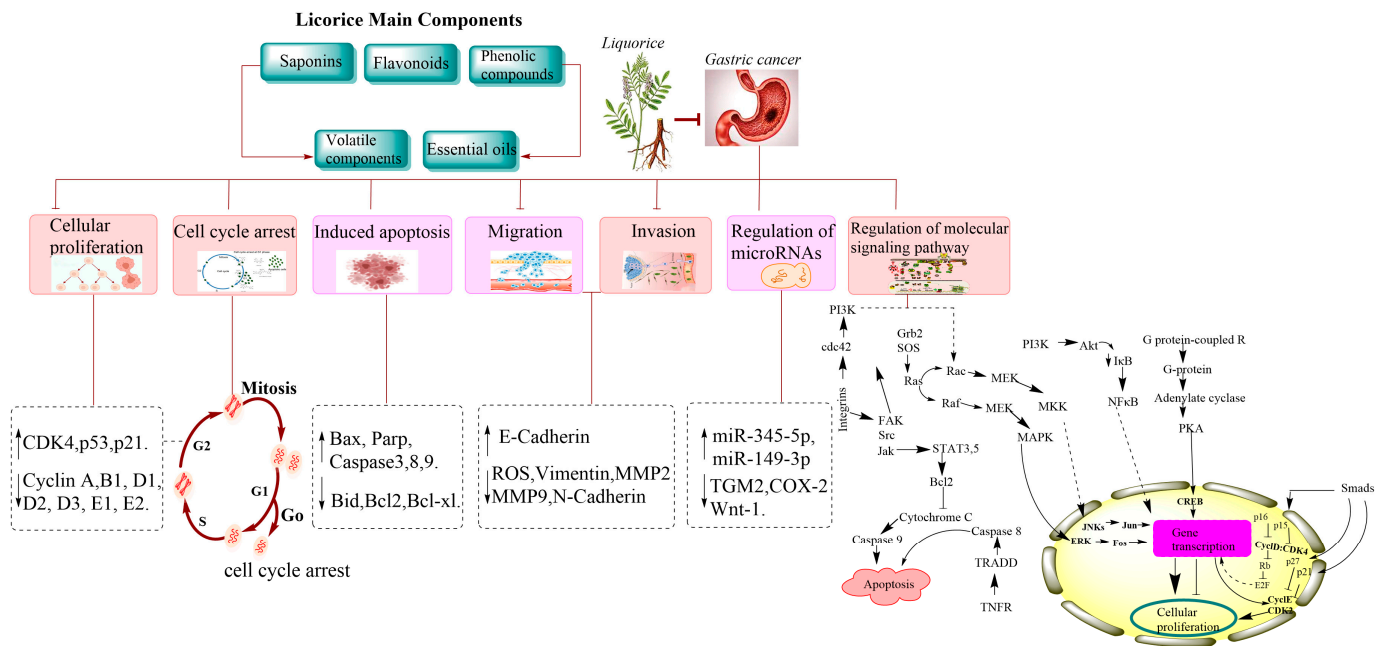 Licorice Main Components
Saponins
Flavonoids
Phenolic
compounds
Volatile
components
Essential oils
Liquorice
Gastric cancer
Cellular
proliferation
Cell cycle arrest
Induced apoptosis
Migration
Invasion
Regulation of
microRNAs
Regulation of molecular
signaling pathway
CDK4,p53,p21.
Cyclin A,B1, D1,
D2, D3, E1, E2.
Mitosis
G2
G1
S
Go
cell cycle arrest
Bax, Parp,
Caspase3,8,9.
Bid,Bcl2,Bcl-xl.
E-Cadherin
ROS,Vimentin,MMP2
MMP9,N-Cadherin
miR-345-5p,
miR-149-3p
TGM2,COX-2
Wnt-1.
PI3K
cdc42
Integrins
FAK
Src
Jak
Grb2
SOS
Ras
Rac
Raf
MEK
MEK
MKK
MAPK
STAT3,5
Bcl2
Cytochrome C
Caspase 9
Caspase 8
TRADD
TNFR
Apoptosis
PI3K
Akt
IκB
NFκB
G protein-coupled R
G-protein
Adenylate cyclase
PKA
CREB
JNKs
Jun
ERK
Fos
Gene
transcription
Cellular
proliferation
Smads
p16
p15
CyclD:CDK4
p27
Rb
p21
E2F
CyclE
CDK2